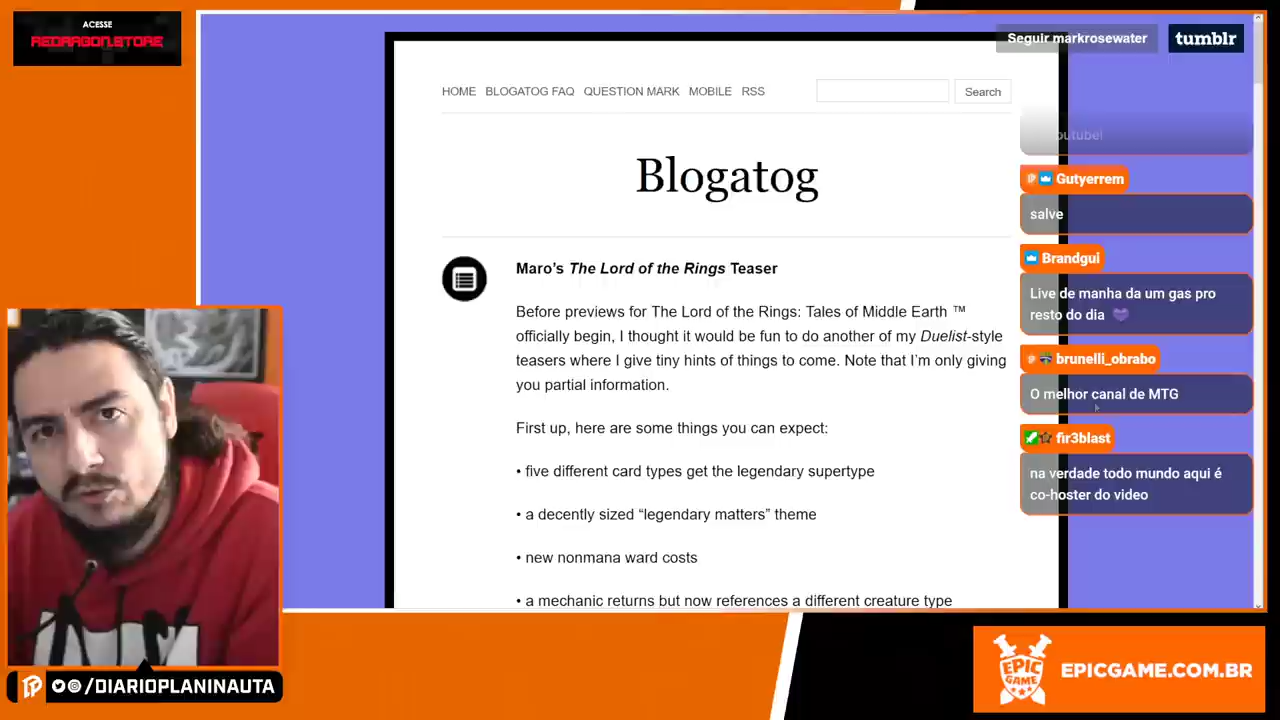 ACESSE
REDRAGON.STORE
Seguir markrosewater
tumblr
HOME BLOGATOG FAQ QUESTION MARK MOBILE RSS
Search
Blogatog
Maro's The Lord of the Rings Teaser
Before previews for The Lord of the Rings: Tales of Middle Earth ™
officially begin, I thought it would be fun to do another of my Duelist-style
teasers where I give tiny hints of things to come. Note that I'm only giving
you partial information.
First up, here are some things you can expect:
• five different card types get the legendary supertype
• a decently sized “legendary matters” theme
• new nonmana ward costs
• a mechanic returns but now references a different creature type
Gutyerrem
salve
Brandgui
Live de manha da um gas pro
resto do dia 💜
brunelli_obrabo
O melhor canal de MTG
fir3blast
na verdade todo mundo aqui é
co-hoster do video
/DIARIOPLANINAUTA
EPIC
GAME
EPICGAME.COM.BR